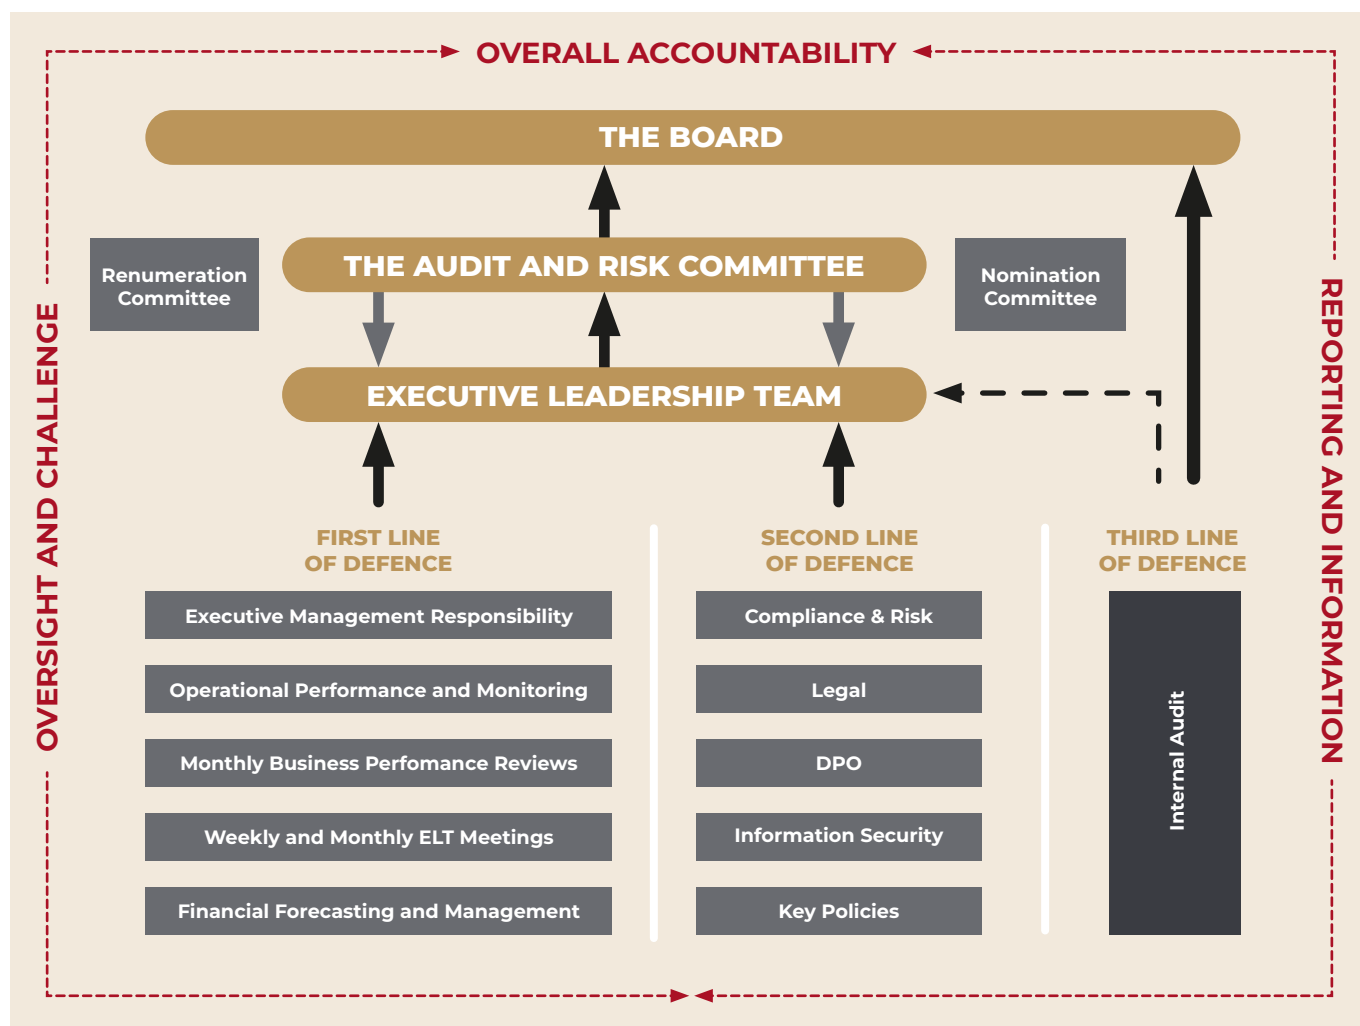 OVERALL ACCOUNTABILITY
THE BOARD
Renumeration
Committee
THE AUDIT AND RISK COMMITTEE
Nomination
Committee
EXECUTIVE LEADERSHIP TEAM
OVERSIGHT AND CHALLENGE
REPORTING AND INFORMATION
FIRST LINE
OF DEFENCE
Executive Management Responsibility
Operational Performance and Monitoring
Monthly Business Perfomance Reviews
Weekly and Monthly ELT Meetings
Financial Forecasting and Management
SECOND LINE
OF DEFENCE
Compliance & Risk
Legal
DPO
Information Security
Key Policies
THIRD LINE
OF DEFENCE
Internal Audit